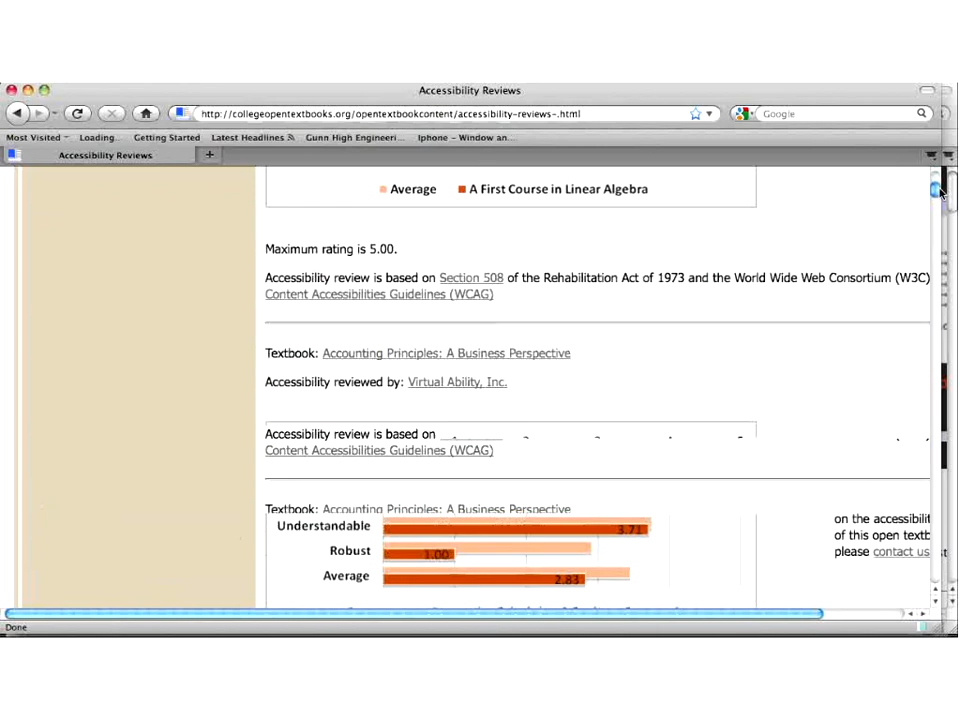 Accessibility Reviews
http://collegeopentextbooks.org/opentextbookcontent/accessibility-reviews-.html
Google
Most Visited Loading... Getting Started Latest Headlines Gunn High Engineeri... Iphone - Window an...
Accessibility Reviews
Average A First Course in Linear Algebra
Maximum rating is 5.00.
Accessibility review is based on Section 508 of the Rehabilitation Act of 1973 and the World Wide Web Consortium (W3C)
Content Accessibilities Guidelines (WCAG)
Textbook: Accounting Principles: A Business Perspective
Accessibility reviewed by: Virtual Ability, Inc.
Accessibility review is based on
Content Accessibilities Guidelines (WCAG)
Textbook: Accounting Principles: A Business Perspective
Understandable 3.71
Robust 1.00
Average 2.83
on the accessibilit
of this open textb
please contact us
Done